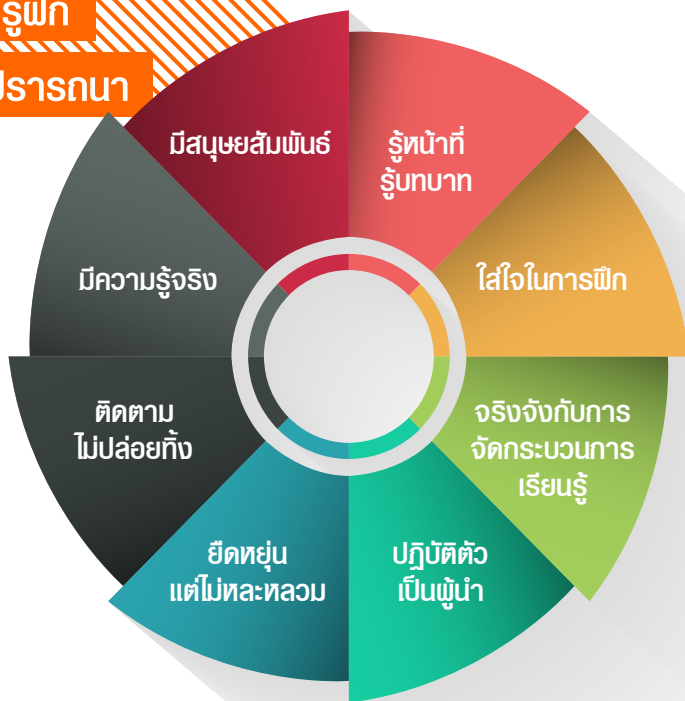 รูฝึก
ปรารถนา
มีสนุษยสัมพันธ์
รู้หน้าที่
รู้บทบาท
ใส่ใจในการฝึก
จริงจังกับการ
จัดกระบวนการ
เรียนรู้
ปฏิบัติตัว
เป็นผู้นำ
ยืดหยุ่น
แต่ไม่หละหลวม
ติดตาม
ไม่ปล่อยทิ้ง
มีความรู้จริง